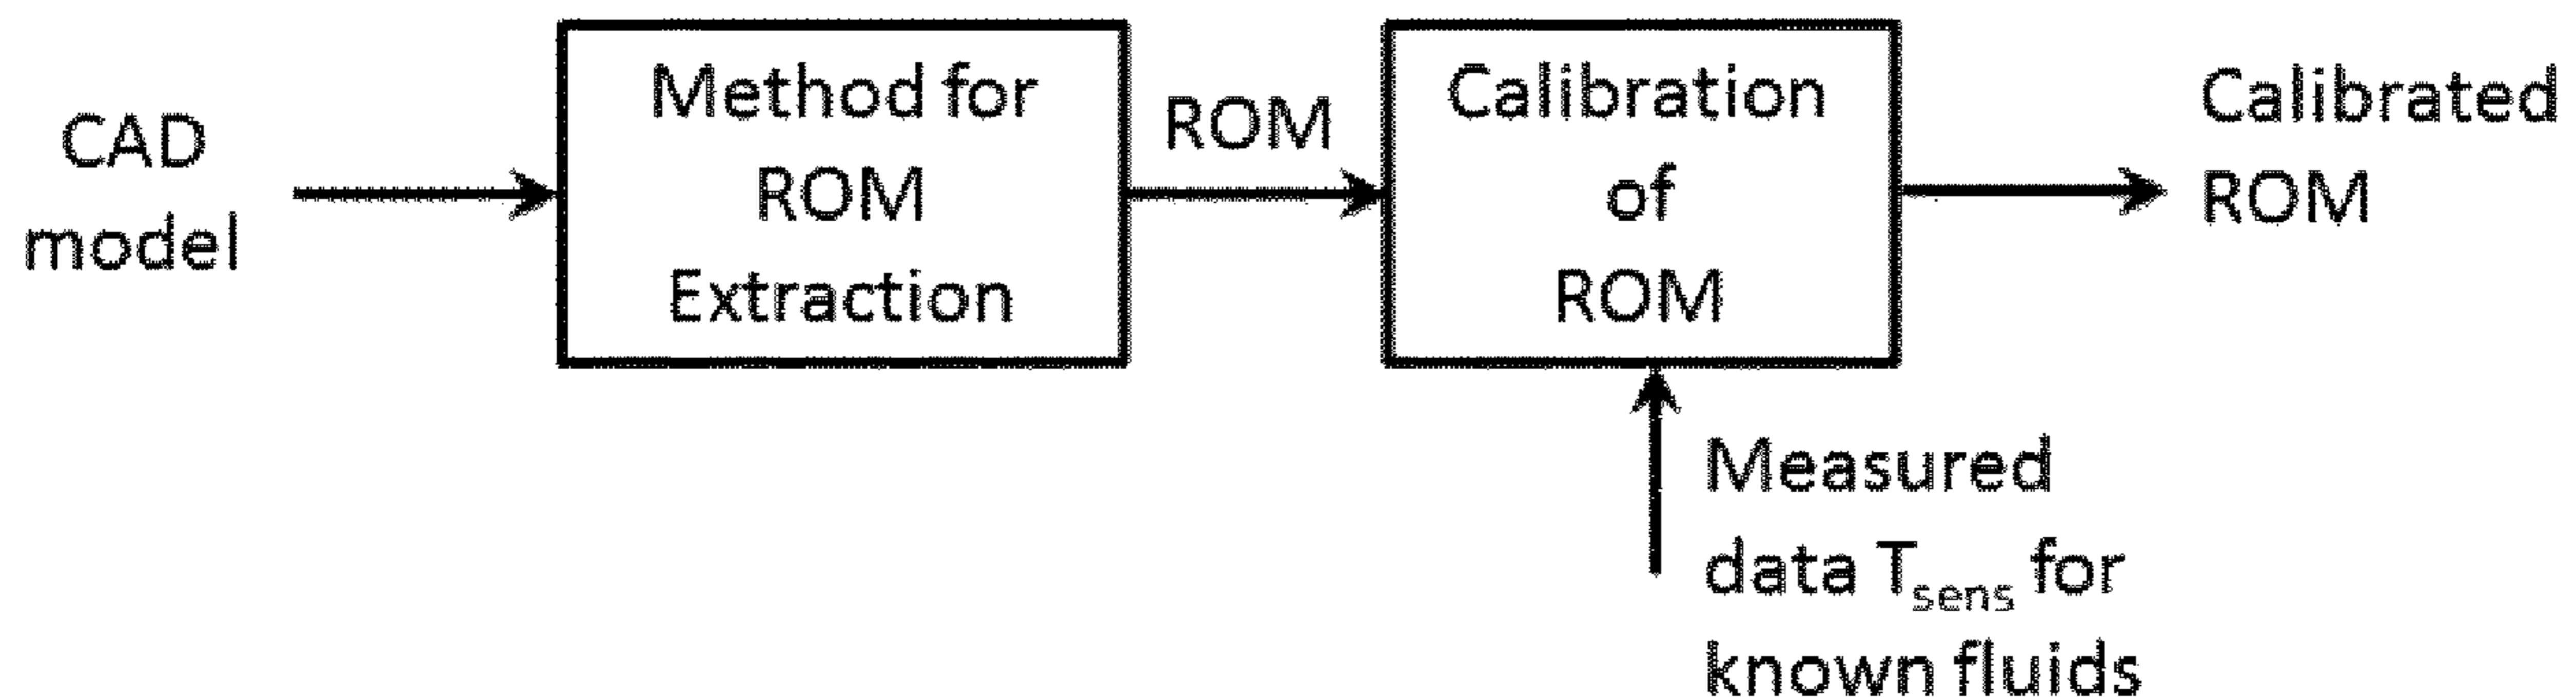 CAD
model
Method for
ROM
Extraction
ROM
Calibration
of
ROM
Calibrated
ROM
Measured
data T_sens for
known fluids